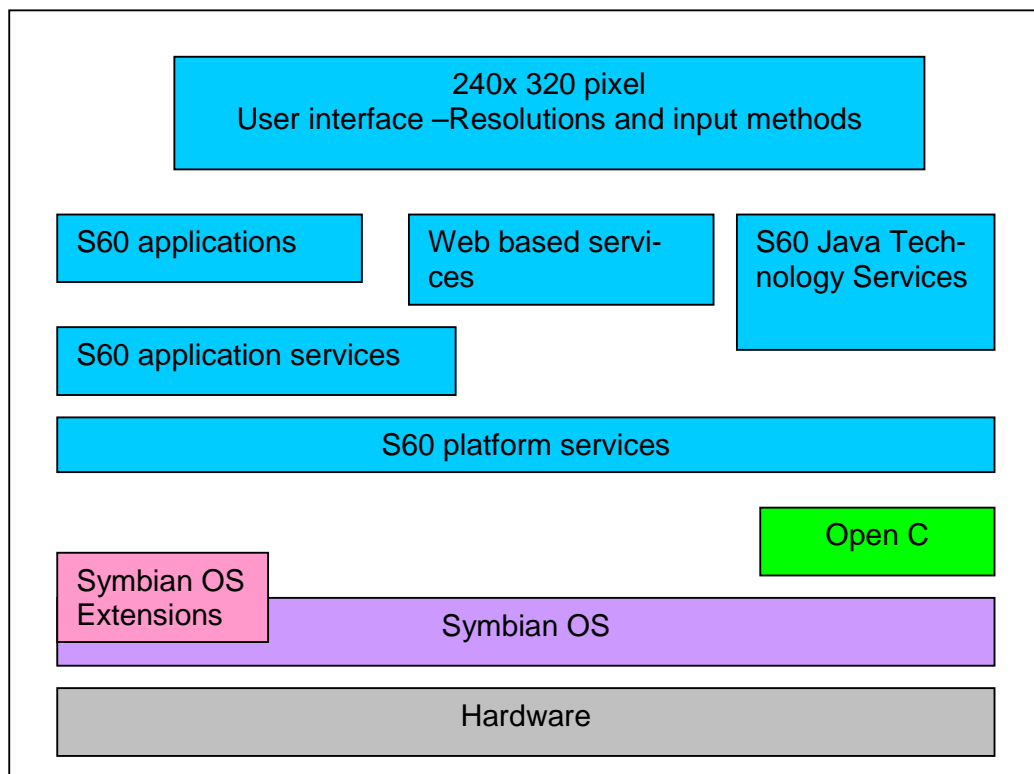 240x 320 pixel
User interface –Resolutions and input methods
S60 applications
Web based servi-
ces
S60 Java Tech-
nology Services
S60 application services
S60 platform services
Open C
Symbian OS
Extensions
Symbian OS
Hardware